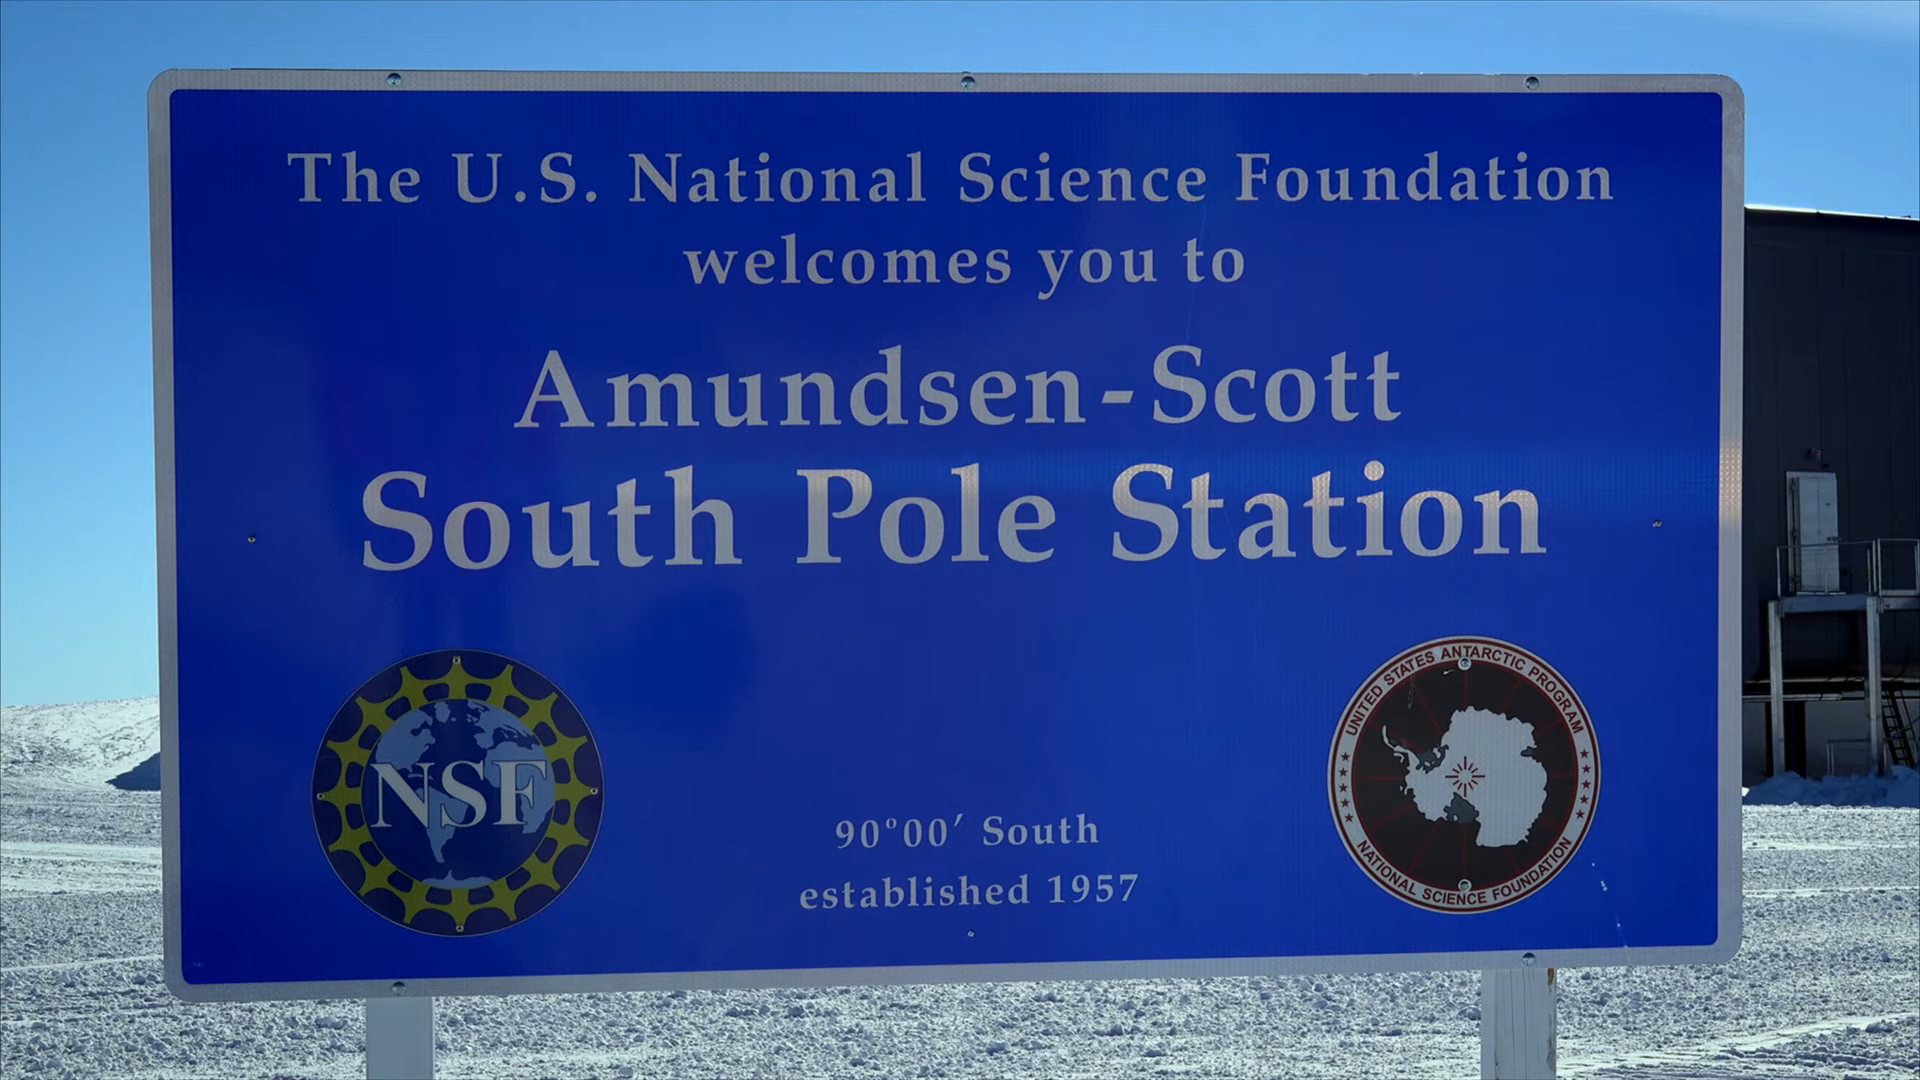 The U.S. National Science Foundation
welcomes you to
Amundsen-Scott
South Pole Station
NSF
UNITED STATES ANTARCTIC PROGRAM
NATIONAL SCIENCE FOUNDATION
90°00′ South
established 1957